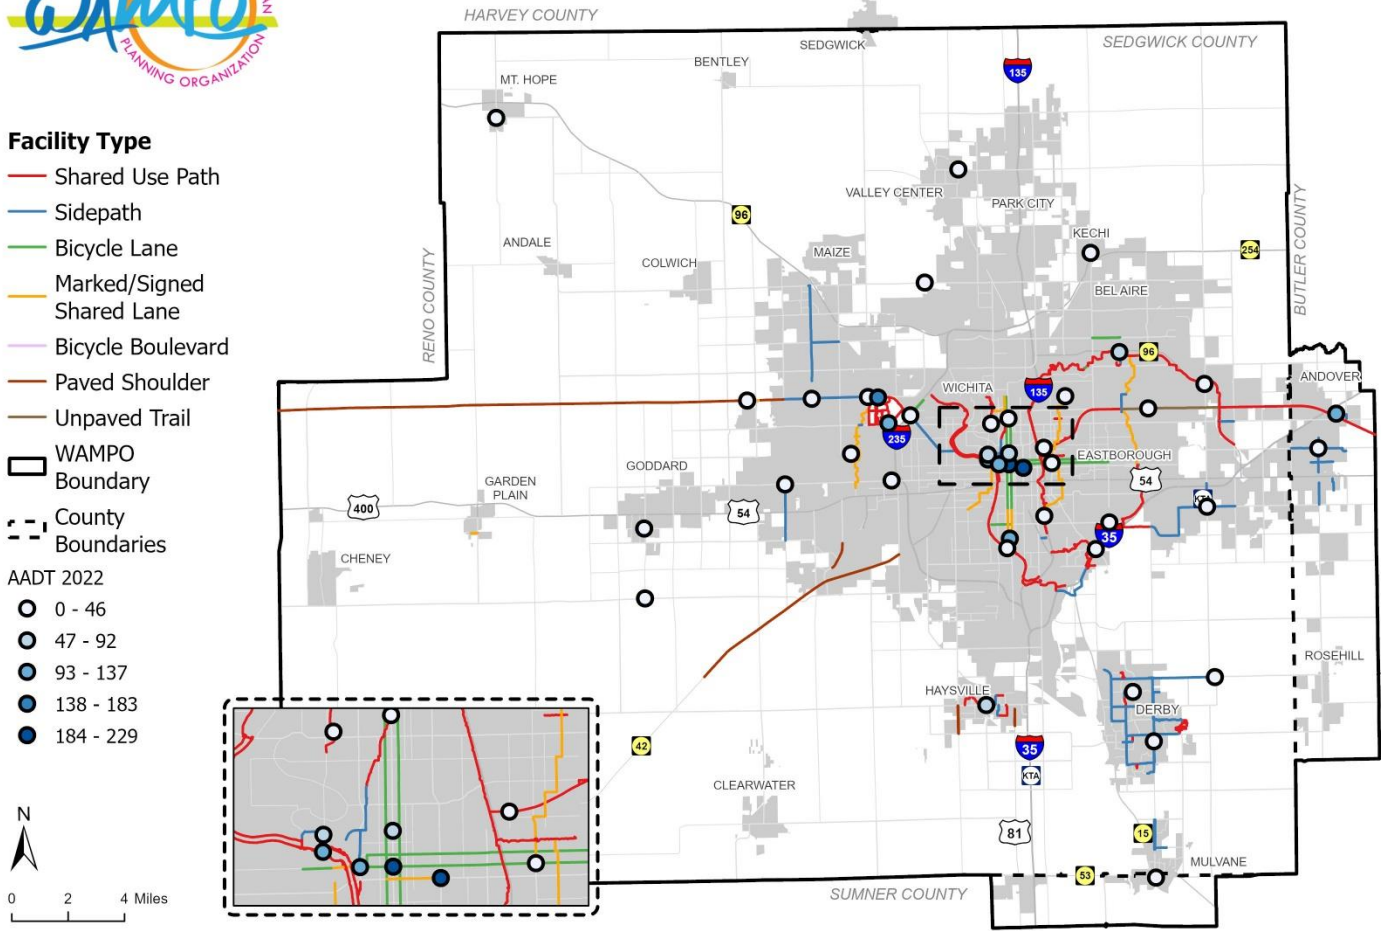 WAMPO
PLANNING ORGANIZATION
Facility Type
Shared Use Path
Sidepath
Bicycle Lane
Marked/Signed
Shared Lane
Bicycle Boulevard
Paved Shoulder
Unpaved Trail
WAMPO
Boundary
County
Boundaries
AADT 2022
0 - 46
47 - 92
93 - 137
138 - 183
184 - 229
N
0 2 4 Miles
HARVEY COUNTY
SEDGWICK
SEDGWICK COUNTY
BENTLEY
135
MT. HOPE
VALLEY CENTER
PARK CITY
BUTLER COUNTY
96
KECHI
ANDALE
MAIZE
254
COLWICH
RENO COUNTY
BEL AIRE
96
ANDOVER
WICHITA
135
235
EASTBOROUGH
GODDARD
54
GARDEN
PLAIN
KTA
400
54
35
CHENEY
ROSEHILL
HAYSVILLE
DERBY
42
35
KTA
CLEARWATER
81
15
MULVANE
53
SUMNER COUNTY